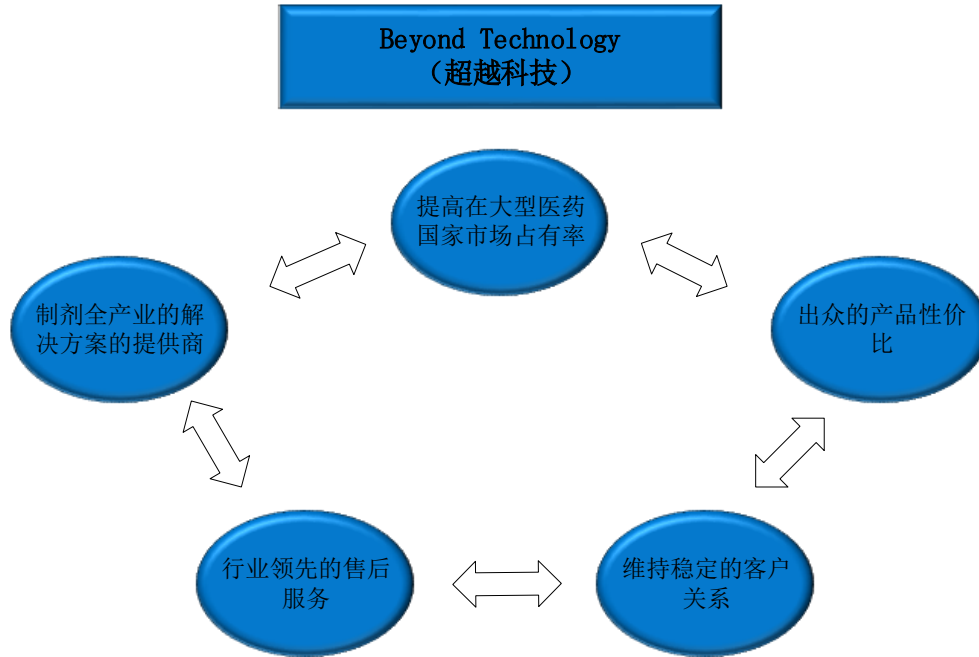 Beyond Technology
（超越科技）
提高在大型医药
国家市场占有率
制剂全产业的解
决方案的提供商
出众的产品性价
比
行业领先的售后
服务
维持稳定的客户
关系